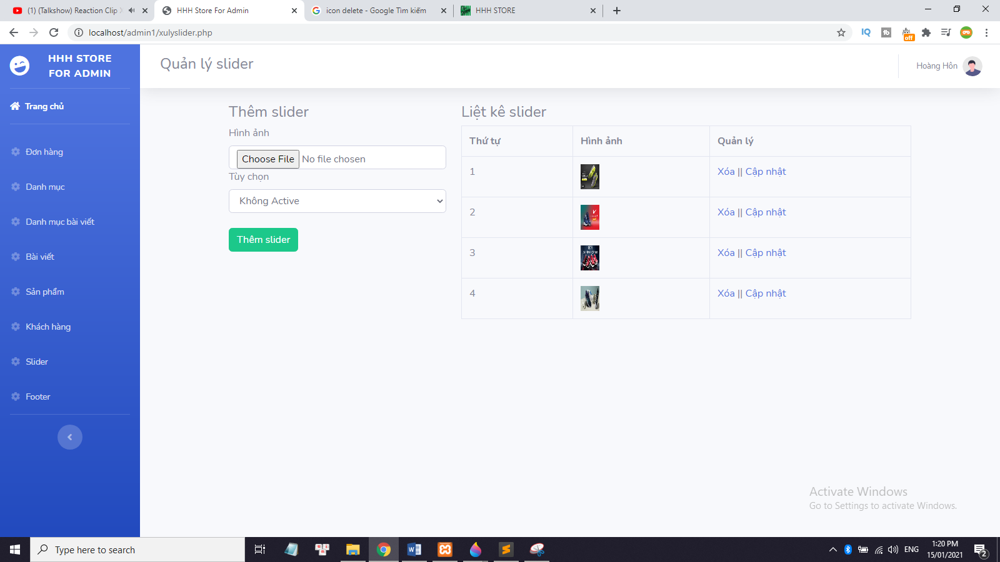 (1) (Talkshow) Reaction Clip X
HHH Store For Admin
icon delete - Google Tìm kiếm
HHH STORE
localhost/admin1/xulyslider.php
IQ
off
HHH STORE
FOR ADMIN
Quản lý slider
Hoàng Hôn
Trang chủ
Đơn hàng
Danh mục
Danh mục bài viết
Bài viết
Sản phẩm
Khách hàng
Slider
Footer
Thêm slider
Hình ảnh
Choose File No file chosen
Tùy chọn
Không Active
Thêm slider
Liệt kê slider
Thứ tự Hình ảnh Quản lý
1 Xóa || Cập nhật
2 Xóa || Cập nhật
3 Xóa || Cập nhật
4 Xóa || Cập nhật
Activate Windows
Go to Settings to activate Windows.
Type here to search
ENG
1:20 PM
15/01/2021
2